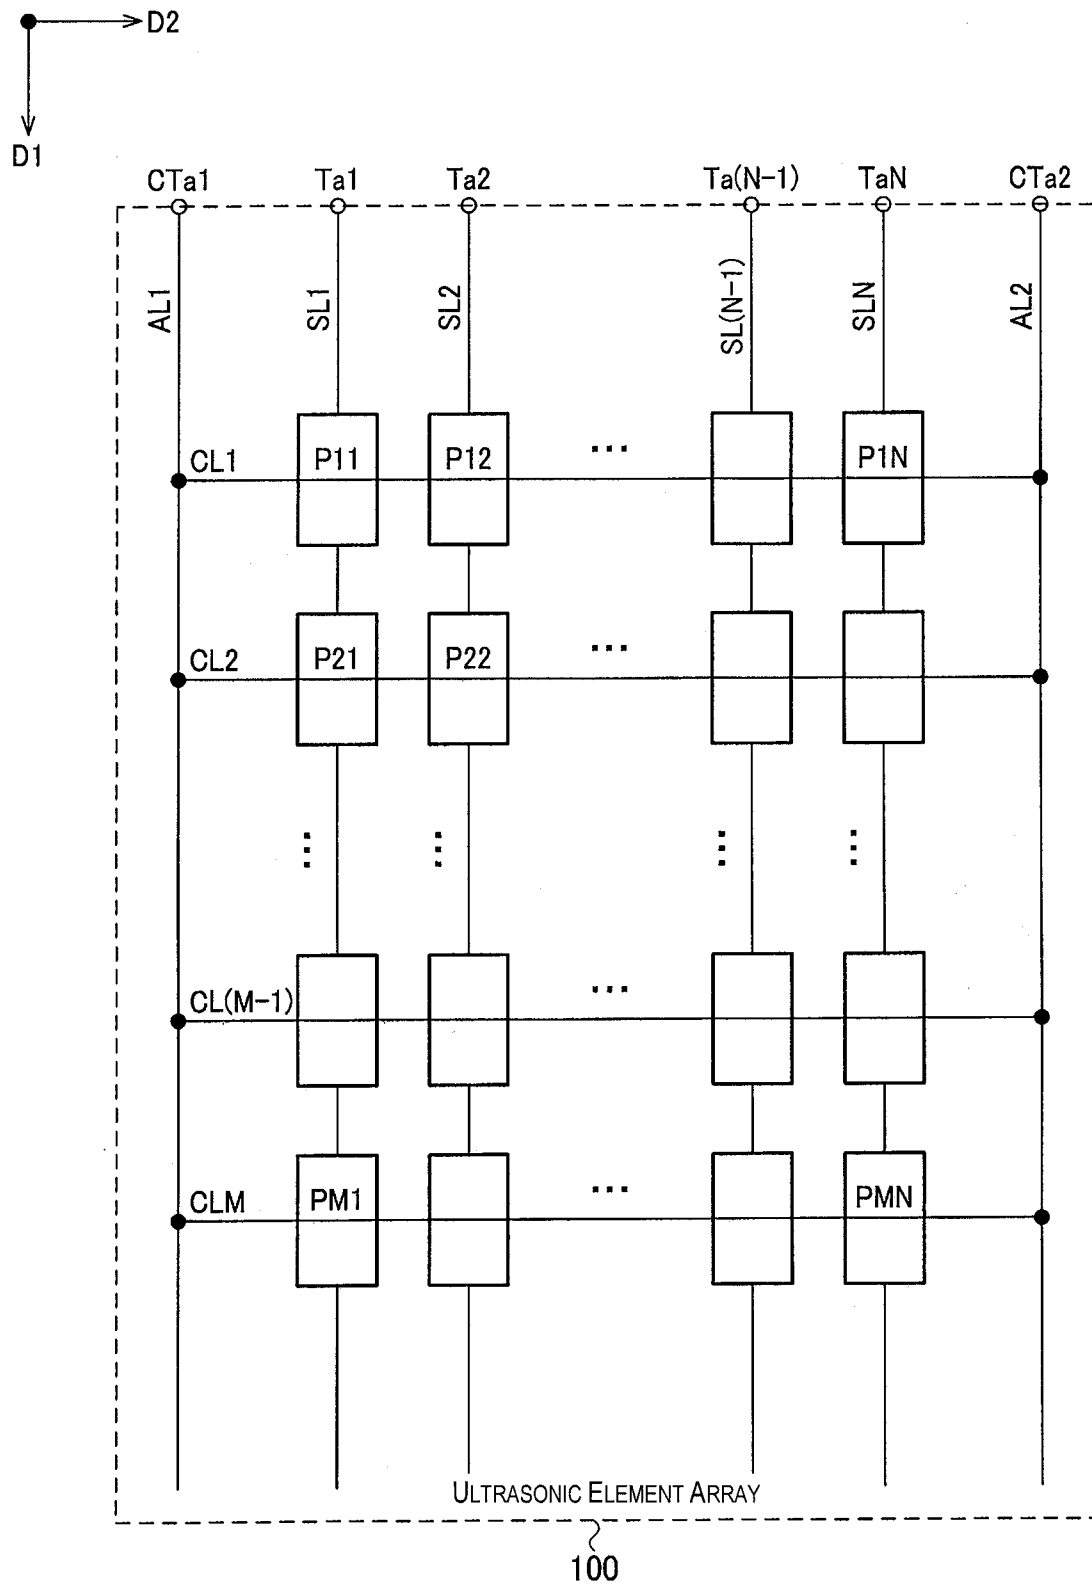 D2
D1
CTa1 Ta1 Ta2 Ta(N-1) TaN CTa2
AL1 SL1 SL2 SL(N-1) SLN AL2
CL1 P11 P12 ... P1N
CL2 P21 P22 ...
... ... ... ...
CL(M-1) ...
CLM PM1 ... PMN
ULTRASONIC ELEMENT ARRAY
100